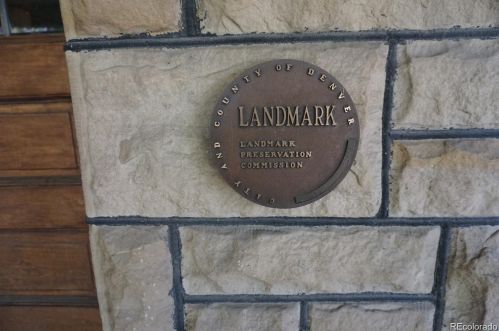 CITY AND COUNTY OF DENVER
LANDMARK
LANDMARK
PRESERVATION
COMMISSION
REcolorado